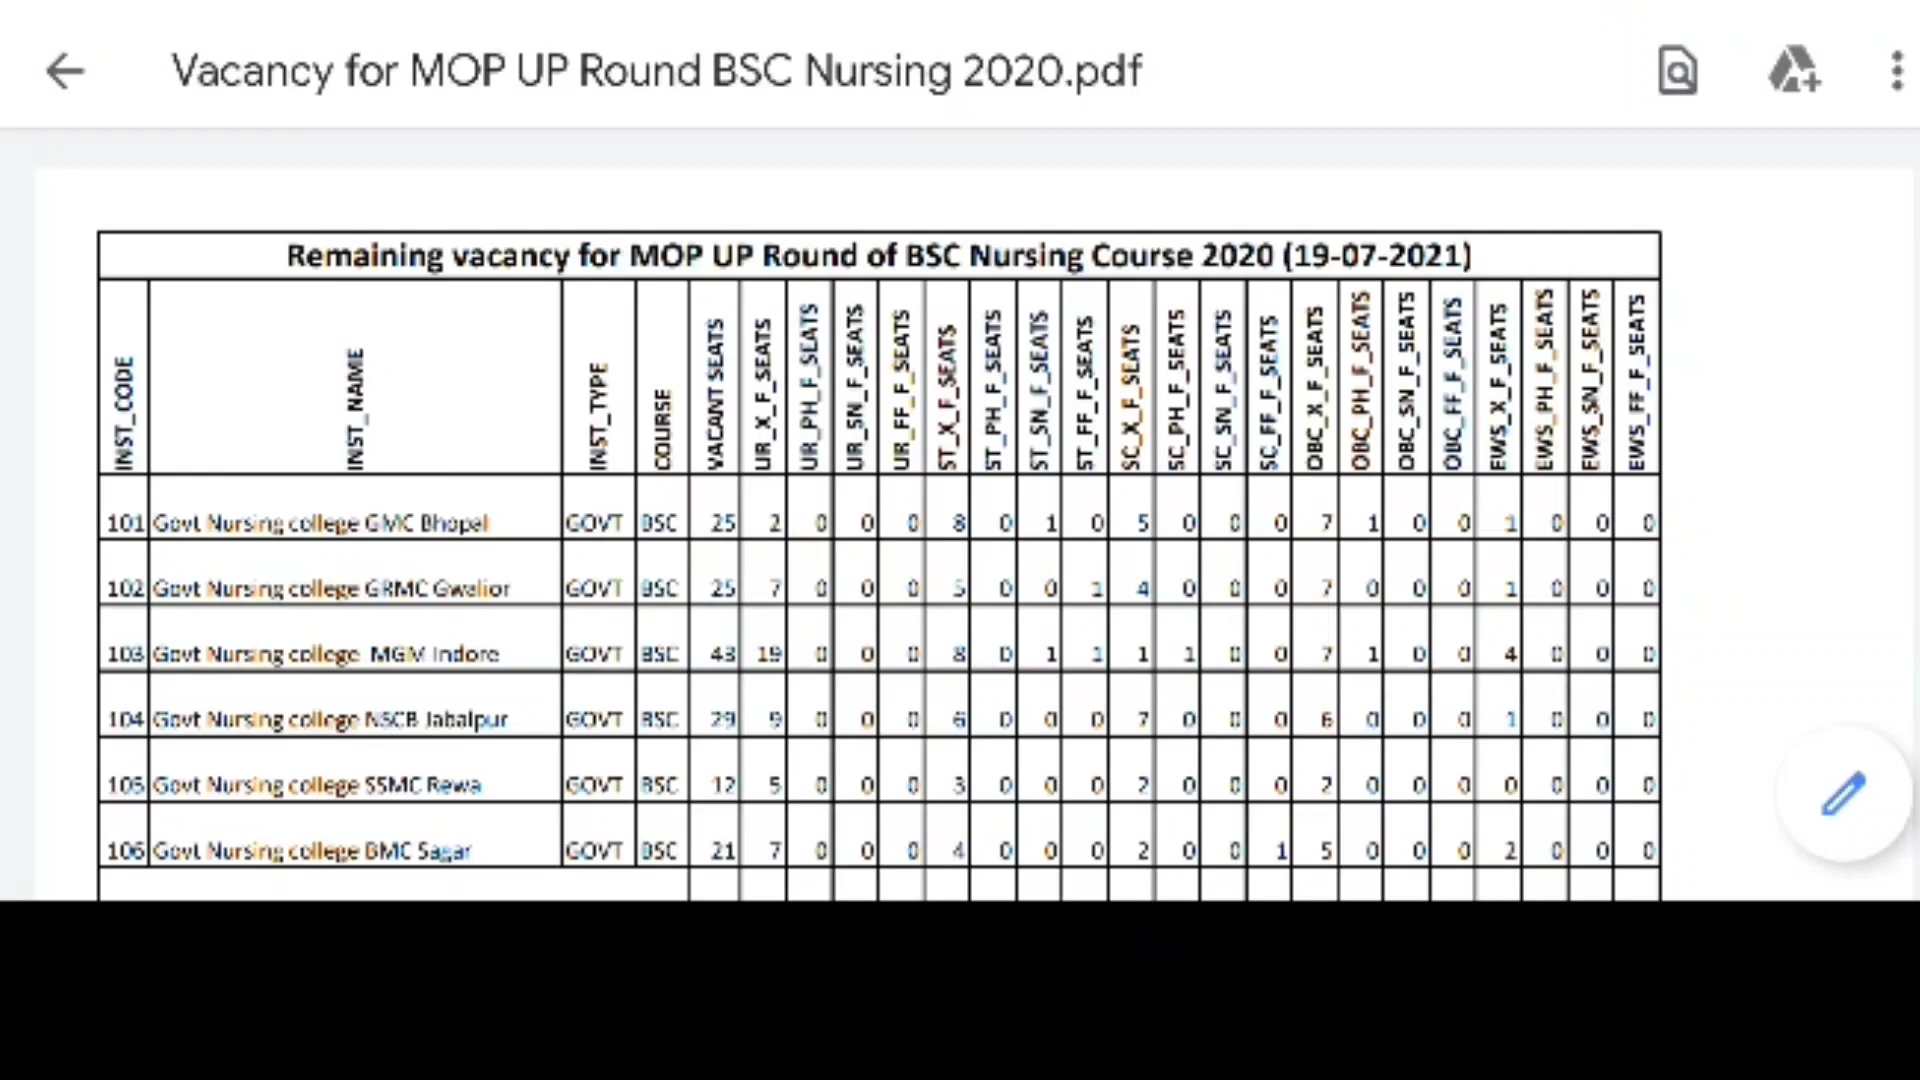 Vacancy for MOP UP Round BSC Nursing 2020.pdf
Remaining vacancy for MOP UP Round of BSC Nursing Course 2020 (19-07-2021)
INST_CODE INST_NAME INST_TYPE COURSE VACANT SEATS UR_X_F_SEATS UR_PH_F_SEATS UR_SN_F_SEATS UR_FF_F_SEATS ST_X_F_SEATS ST_PH_F_SEATS ST_SN_F_SEATS ST_FF_F_SEATS SC_X_F_SEATS SC_PH_F_SEATS SC_SN_F_SEATS SC_FF_F_SEATS OBC_X_F_SEATS OBC_PH_F_SEATS OBC_SN_F_SEATS OBC_FF_F_SEATS EWS_X_F_SEATS EWS_PH_F_SEATS EWS_SN_F_SEATS EWS_FF_F_SEATS
101 Govt Nursing college GMC Bhopal GOVT BSC 25 2 0 0 0 8 0 1 0 5 0 0 0 7 1 0 0 1 0 0 0
102 Govt Nursing college GRMC Gwalior GOVT BSC 25 7 0 0 0 5 0 0 1 4 0 0 0 7 0 0 0 1 0 0 0
103 Govt Nursing college MGM Indore GOVT BSC 43 19 0 0 0 8 0 1 1 1 1 0 0 7 1 0 0 4 0 0 0
104 Govt Nursing college NSCB Jabalpur GOVT BSC 29 9 0 0 0 6 0 0 0 7 0 0 0 6 0 0 0 1 0 0 0
105 Govt Nursing college SSMC Rewa GOVT BSC 12 5 0 0 0 3 0 0 0 2 0 0 0 2 0 0 0 0 0 0 0
106 Govt Nursing college BMC Sagar GOVT BSC 21 7 0 0 0 4 0 0 0 2 0 0 1 5 0 0 0 2 0 0 0